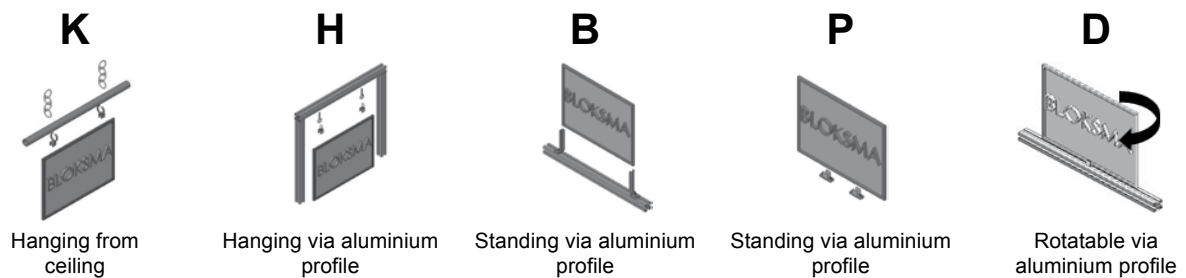 K
H
B
P
D
BLOKSMA
BLOKSMA
BLOKSMA
BLOKSMA
BLOKSMA
Hanging from
ceiling
Hanging via aluminium
profile
Standing via aluminium
profile
Standing via aluminium
profile
Rotatable via
aluminium profile